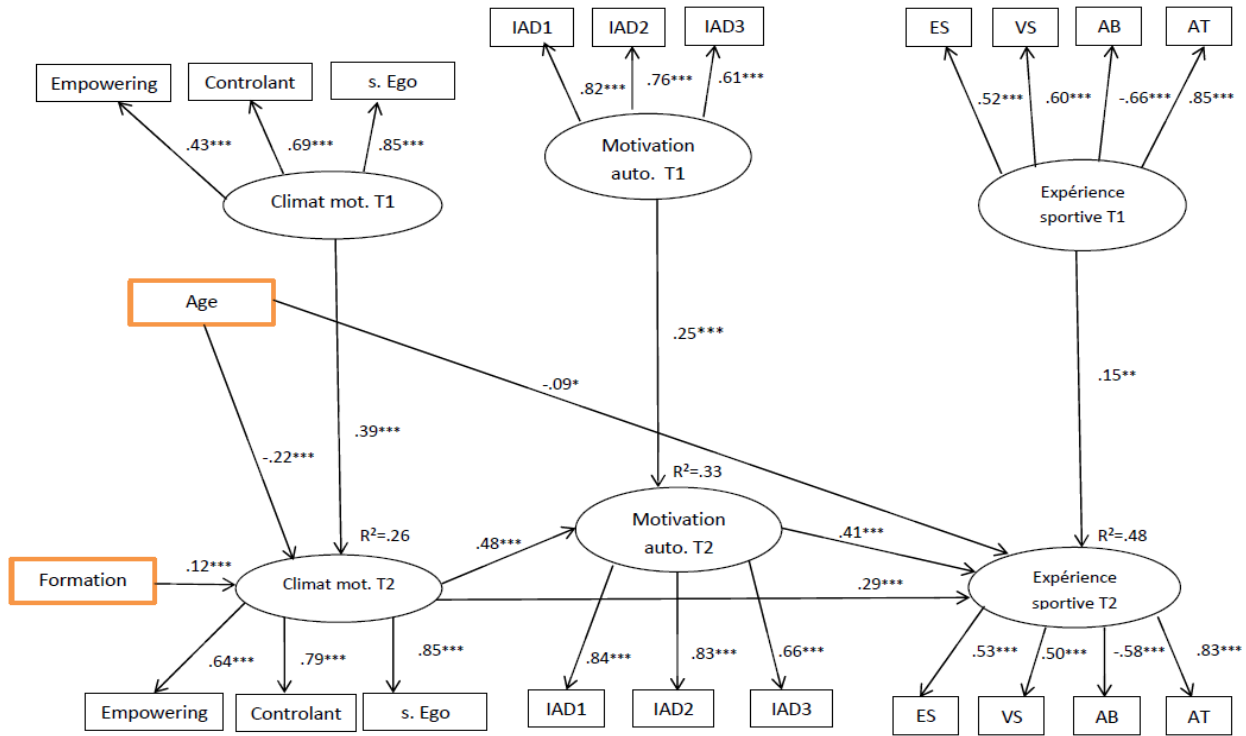 IAD1
IAD2
IAD3
ES
VS
AB
AT
Empowering
Controlant
s. Ego
.82***
.76***
.61***
.52***
.60***
-.66***
.85***
.43***
.69***
.85***
Motivation
auto. T1
Climat mot. T1
Expérience
sportive T1
Age
.25***
-.09*
.15**
.39***
-.22***
R²=.33
R²=.26
Motivation
auto. T2
R²=.48
.48***
.41***
Formation
.12***
Climat mot. T2
.29***
Expérience
sportive T2
.64***
.79***
.85***
.84***
.83***
.66***
.53***
.50***
-.58***
.83***
Empowering
Controlant
s. Ego
IAD1
IAD2
IAD3
ES
VS
AB
AT